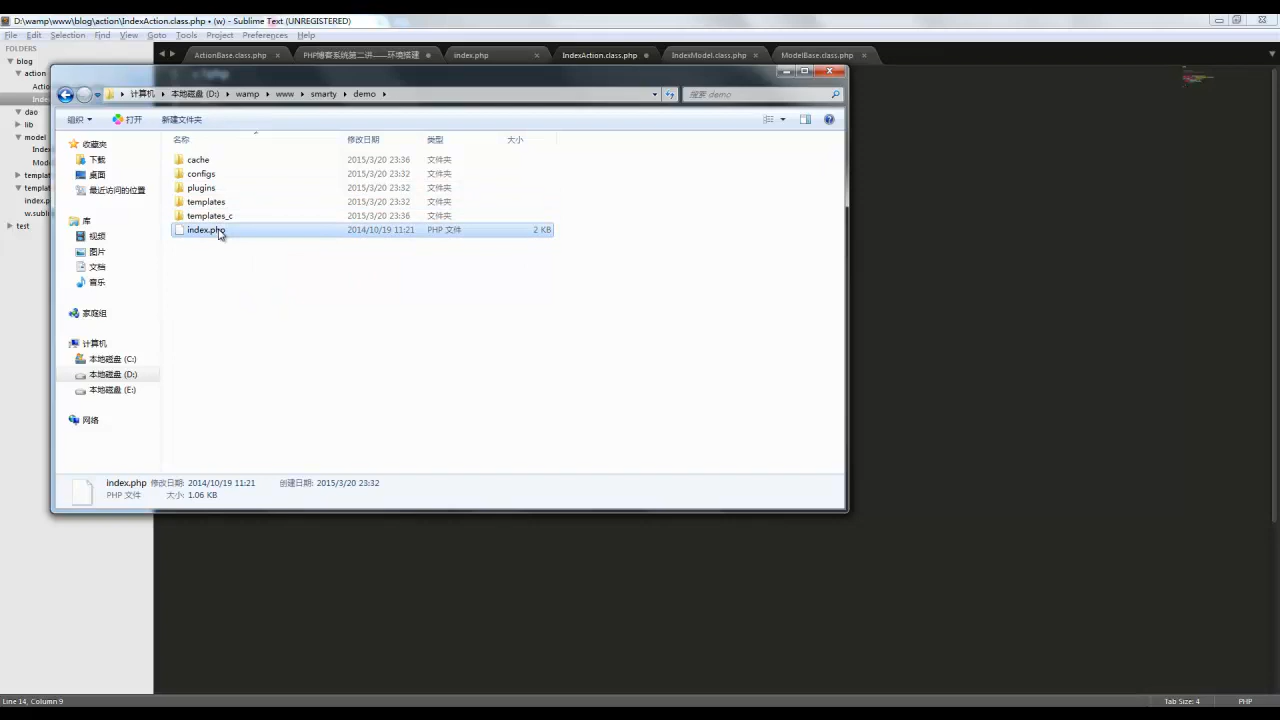 D:\wamp\www\blog\action\IndexAction.class.php • (w) - Sublime Text (UNREGISTERED)
File Edit Selection Find View Goto Tools Project Preferences Help
FOLDERS
ActionBase.class.php
PHP博客系统第二讲——环境搭建
index.php
IndexAction.class.php
IndexModel.class.php
ModelBase.class.php
blog
action
Actio
Index
dao
lib
model
Index
Mode
templat
templat
index.p
w.subli
test
计算机 本地磁盘 (D:) wamp www smarty demo
搜索 demo
组织 打开 新建文件夹
名称 修改日期 类型 大小
cache 2015/3/20 23:36 文件夹
configs 2015/3/20 23:32 文件夹
plugins 2015/3/20 23:32 文件夹
templates 2015/3/20 23:32 文件夹
templates_c 2015/3/20 23:36 文件夹
index.php 2014/10/19 11:21 PHP 文件 2 KB
收藏夹
下载
桌面
最近访问的位置
库
视频
图片
文档
音乐
家庭组
计算机
本地磁盘 (C:)
本地磁盘 (D:)
本地磁盘 (E:)
网络
index.php 修改日期: 2014/10/19 11:21 创建日期: 2015/3/20 23:32
PHP 文件 大小: 1.06 KB
Line 14, Column 9 Tab Size: 4 PHP